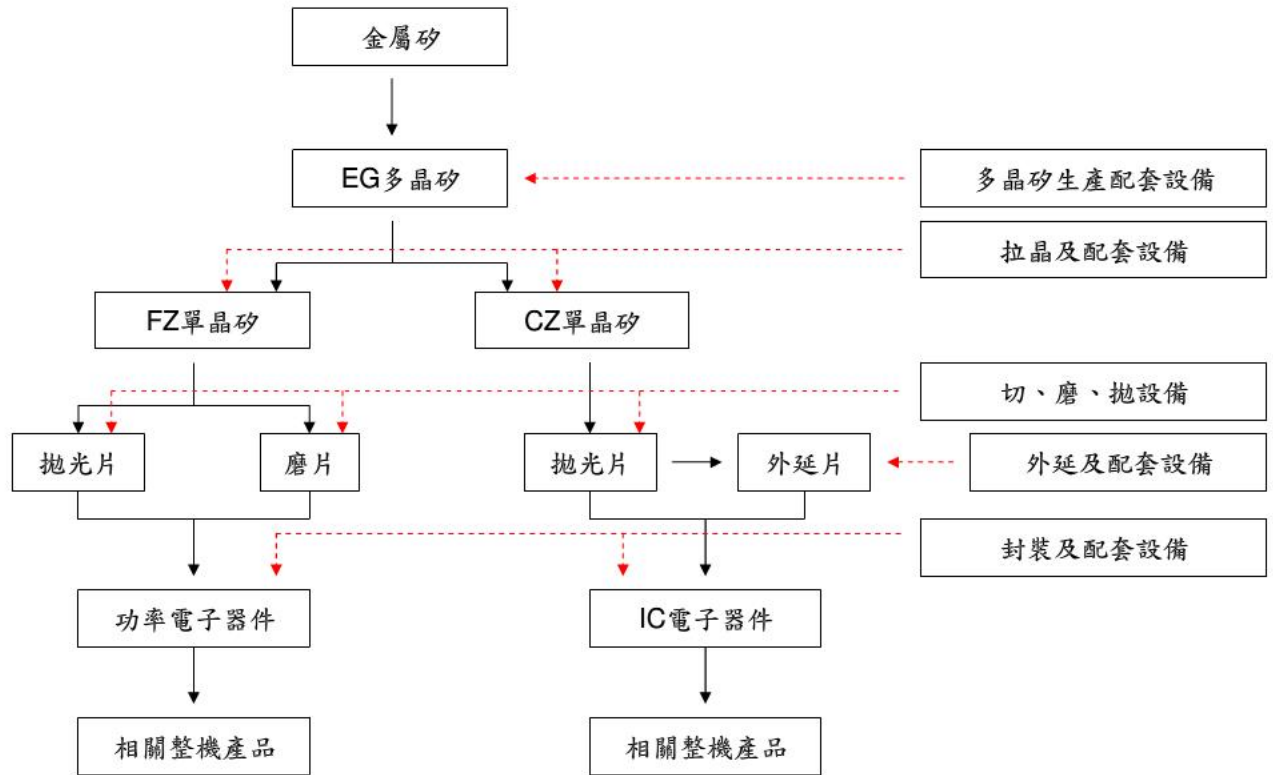 金屬矽
EG多晶矽
多晶矽生產配套設備
拉晶及配套設備
FZ單晶矽
CZ單晶矽
切、磨、拋設備
拋光片
磨片
拋光片
外延片
外延及配套設備
封裝及配套設備
功率電子器件
IC電子器件
相關整機產品
相關整機產品